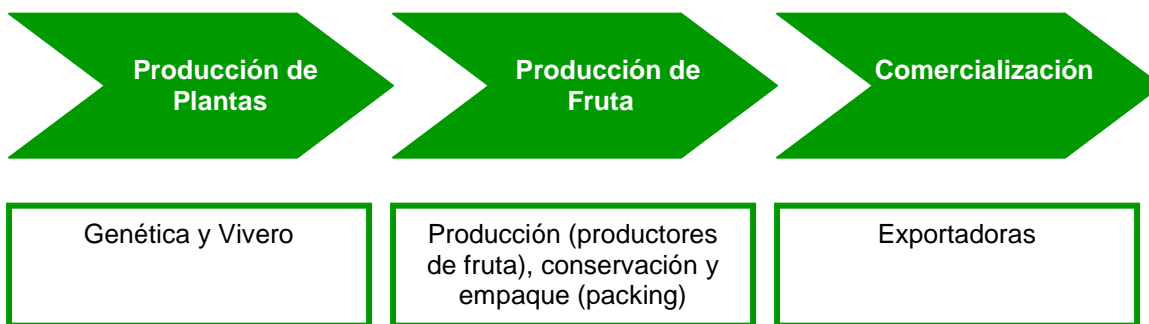 Producción de
Plantas
Producción de
Fruta
Comercialización
Genética y Vivero
Producción (productores
de fruta), conservación y
empaque (packing)
Exportadoras